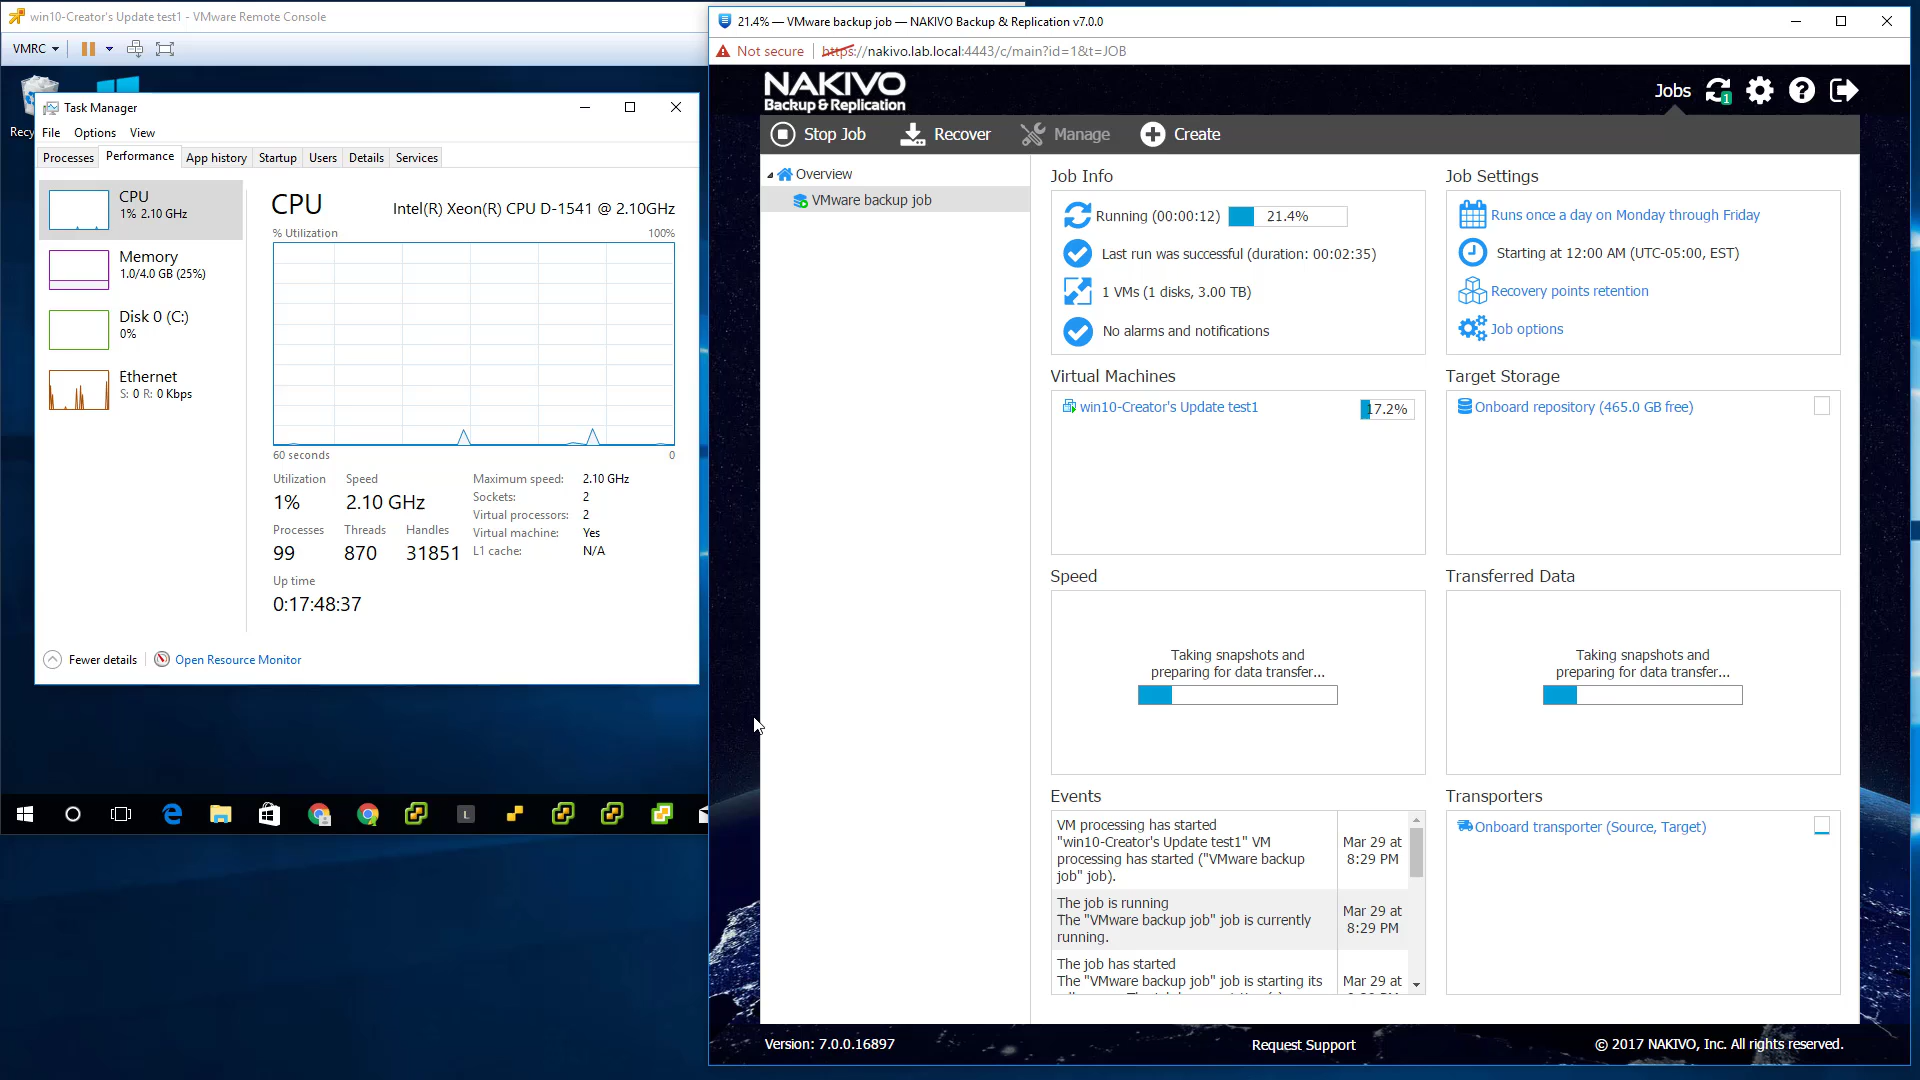 win10-Creator's Update test1 - VMware Remote Console
VMRC
Recy
Task Manager
File Options View
Processes Performance App history Startup Users Details Services
CPU
1% 2.10 GHz
Memory
1.0/4.0 GB (25%)
Disk 0 (C:)
0%
Ethernet
S: 0 R: 0 Kbps
CPU
Intel(R) Xeon(R) CPU D-1541 @ 2.10GHz
% Utilization 100%
60 seconds 0
Utilization Speed
1% 2.10 GHz
Processes Threads Handles
99 870 31851
Up time
0:17:48:37
Maximum speed: 2.10 GHz
Sockets: 2
Virtual processors: 2
Virtual machine: Yes
L1 cache: N/A
Fewer details Open Resource Monitor
L
21.4% — VMware backup job — NAKIVO Backup & Replication v7.0.0
Not secure https://nakivo.lab.local:4443/c/main?id=1&t=JOB
NAKIVO
Backup & Replication
Jobs 1
Stop Job Recover Manage Create
Overview
VMware backup job
Job Info
Running (00:00:12) 21.4%
Last run was successful (duration: 00:02:35)
1 VMs (1 disks, 3.00 TB)
No alarms and notifications
Job Settings
Runs once a day on Monday through Friday
Starting at 12:00 AM (UTC-05:00, EST)
Recovery points retention
Job options
Virtual Machines
win10-Creator's Update test1 17.2%
Target Storage
Onboard repository (465.0 GB free)
Speed
Taking snapshots and
preparing for data transfer...
Transferred Data
Taking snapshots and
preparing for data transfer...
Events
VM processing has started
"win10-Creator's Update test1" VM
processing has started ("VMware backup
job" job).
Mar 29 at
8:29 PM
The job is running
The "VMware backup job" job is currently
running.
Mar 29 at
8:29 PM
The job has started
The "VMware backup job" job is starting its
Mar 29 at
Transporters
Onboard transporter (Source, Target)
Version: 7.0.0.16897
Request Support
© 2017 NAKIVO, Inc. All rights reserved.